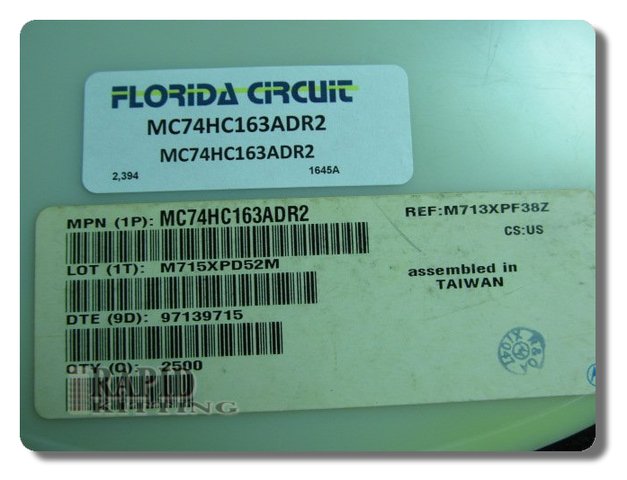 FLORIDA CIRCUIT
MC74HC163ADR2
MC74HC163ADR2
2,394 1645A
MPN (1P): MC74HC163ADR2
REF:M713XPF38Z
CS:US
LOT (1T): M715XPD52M
assembled in
TAIWAN
DTE (9D): 97139715
QTY (Q): 2500
RAPID
KITTING